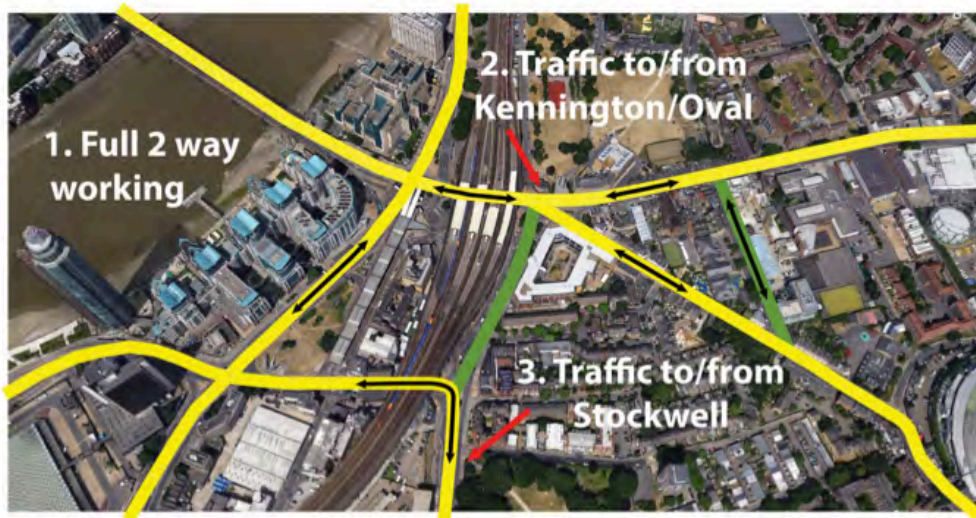 1. Full 2 way
working
2. Traffic to/from
Kennington/Oval
3. Traffic to/from
Stockwell